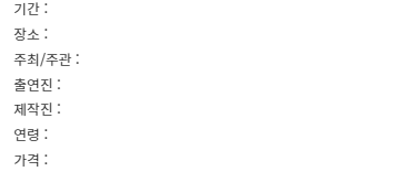 기간 :
장소 :
주최/주관 :
출연진 :
제작진 :
연령 :
가격 :